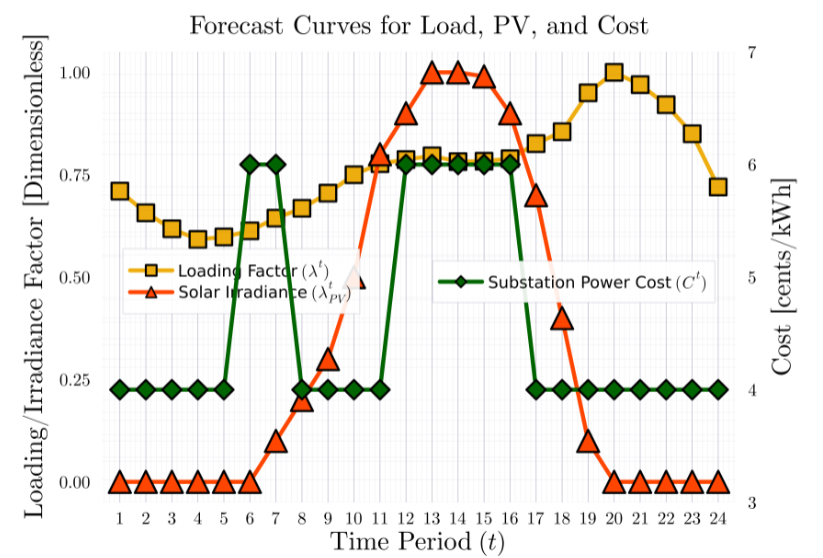 Forecast Curves for Load, PV, and Cost
Loading/Irradiance Factor [Dimensionless]
1.00
0.75
0.50
0.25
0.00
7
6
5
4
3
Cost [cents/kWh]
Loading Factor (λ^t)
Solar Irradiance (λ^t_PV)
Substation Power Cost (C^t)
1 2 3 4 5 6 7 8 9 10 11 12 13 14 15 16 17 18 19 20 21 22 23 24
Time Period (t)